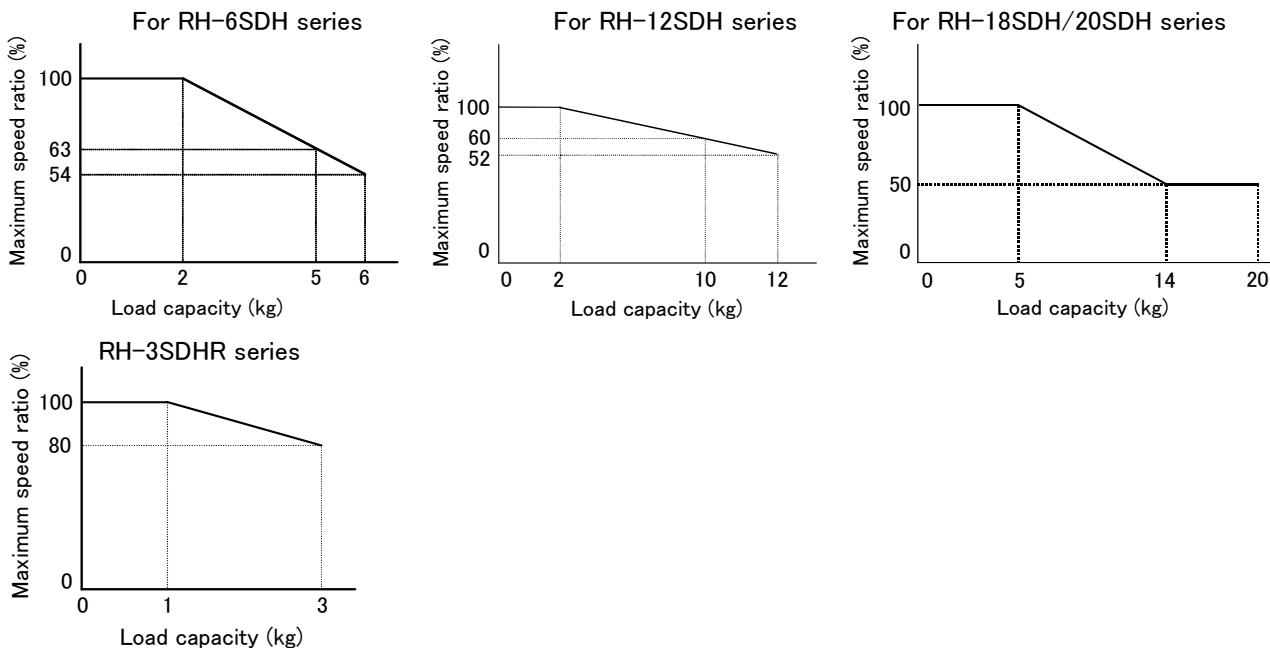 For RH-6SDH series
Maximum speed ratio (%)
100
63
54
0
0 2 5 6
Load capacity (kg)
For RH-12SDH series
Maximum speed ratio (%)
100
60
52
0
0 2 10 12
Load capacity (kg)
For RH-18SDH/20SDH series
Maximum speed ratio (%)
100
50
0
0 5 14 20
Load capacity (kg)
RH-3SDHR series
Maximum speed ratio (%)
100
80
0
0 1 3
Load capacity (kg)